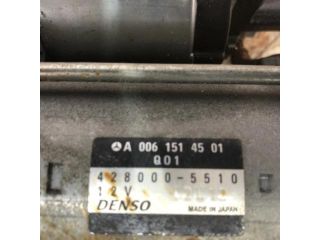 A 006 151 45 01
Q01
428000-5510
12V
DENSO MADE IN JAPAN